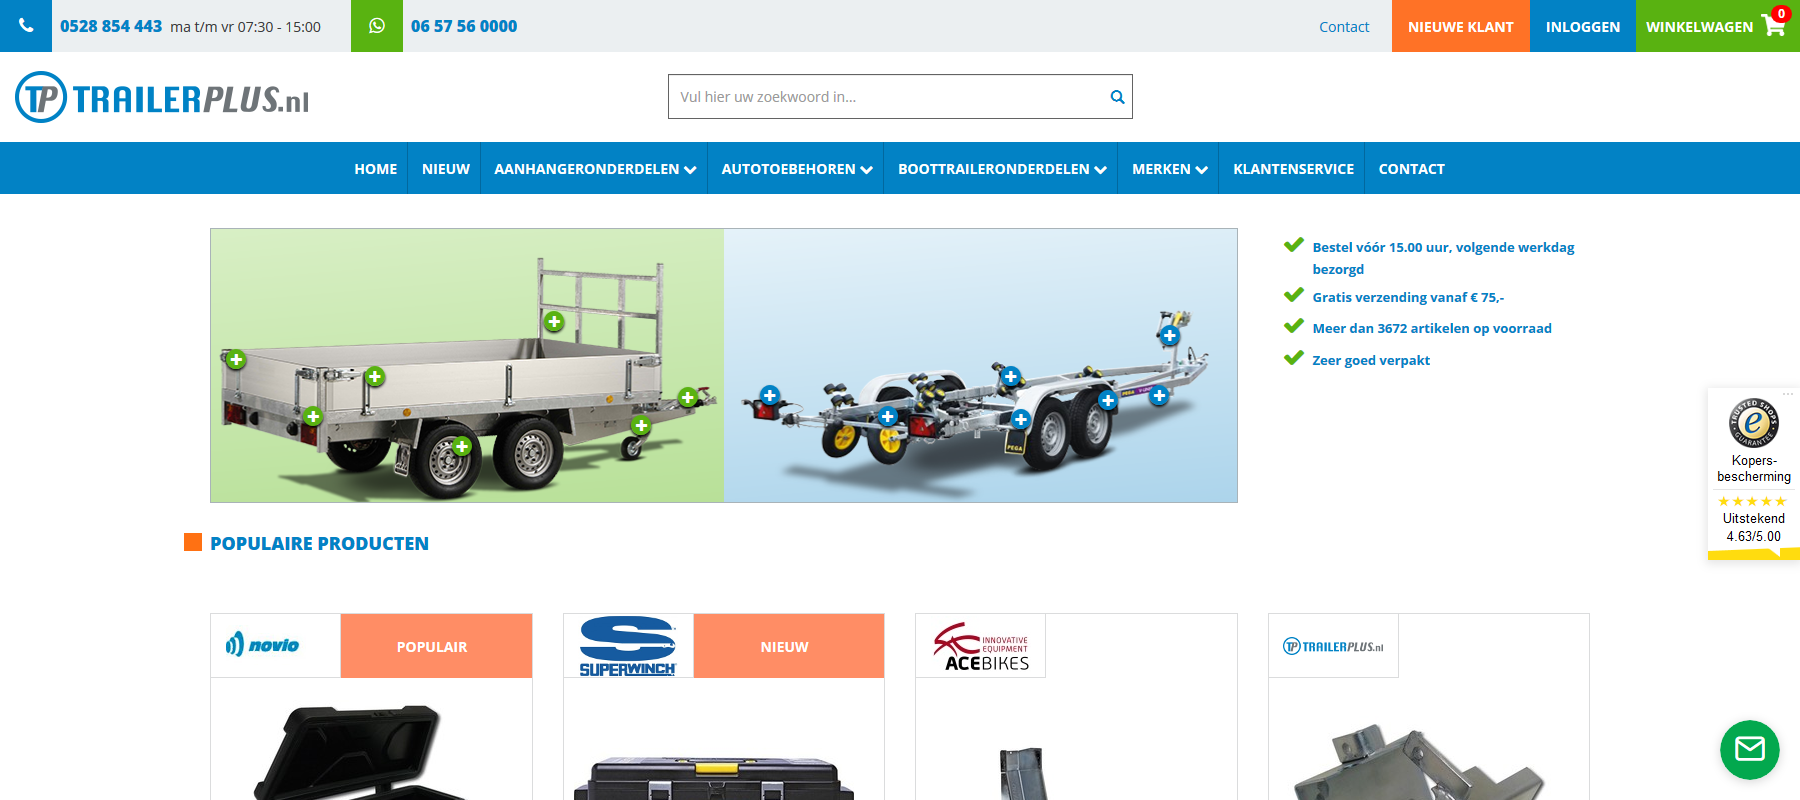 0528 854 443 ma t/m vr 07:30 - 15:00
06 57 56 0000
Contact
NIEUWE KLANT
INLOGGEN
WINKELWAGEN
0
TP TRAILERPLUS.nl
Vul hier uw zoekwoord in...
HOME
NIEUW
AANHANGERONDERDELEN
AUTOTOEBEHOREN
BOOTTRAILERONDERDELEN
MERKEN
KLANTENSERVICE
CONTACT
Bestel vóór 15.00 uur, volgende werkdag
bezorgd
Gratis verzending vanaf € 75,-
Meer dan 3672 artikelen op voorraad
Zeer goed verpakt
PEGA
PEGA
TRUSTED SHOPS
e
GUARANTEE
Kopers-
bescherming
Uitstekend
4.63/5.00
POPULAIRE PRODUCTEN
novio
POPULAIR
S
SUPERWINCH
NIEUW
INNOVATIVE
EQUIPMENT
ACEBIKES
TP TRAILERPLUS.nl